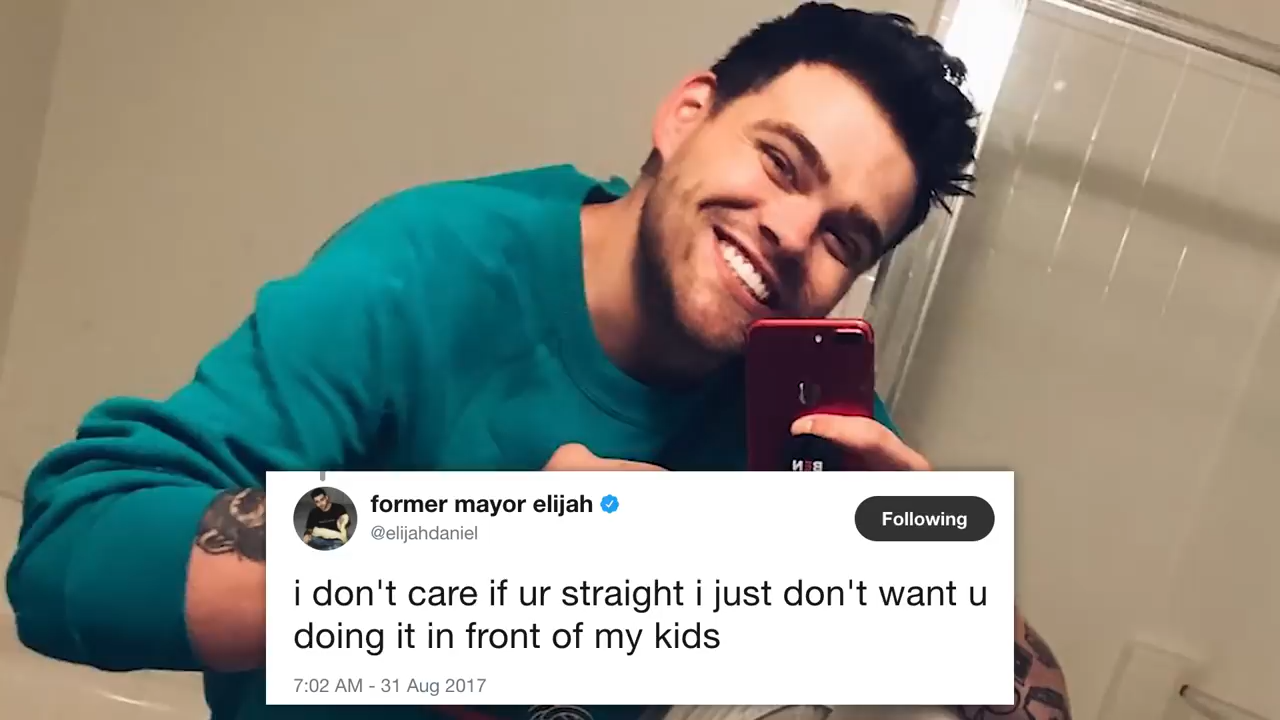 BEN
former mayor elijah
@elijahdaniel
Following
i don't care if ur straight i just don't want u
doing it in front of my kids
7:02 AM - 31 Aug 2017